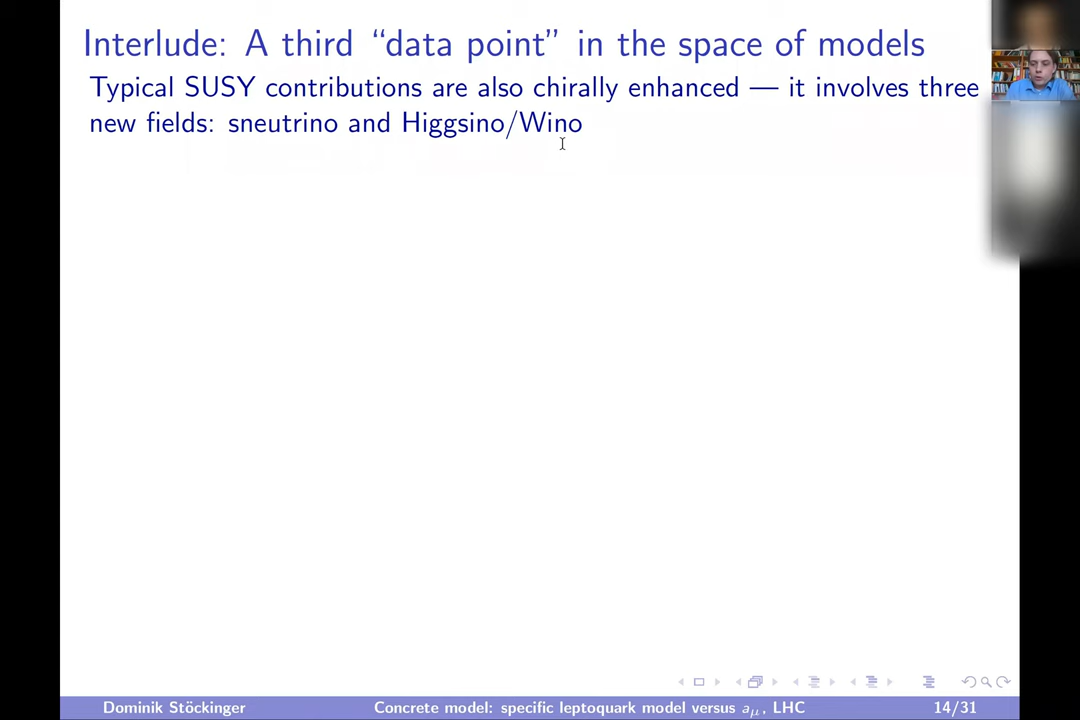 Interlude: A third “data point” in the space of models
Typical SUSY contributions are also chirally enhanced — it involves three
new fields: sneutrino and Higgsino/Wino
Dominik Stöckinger Concrete model: specific leptoquark model versus aμ, LHC 14/31